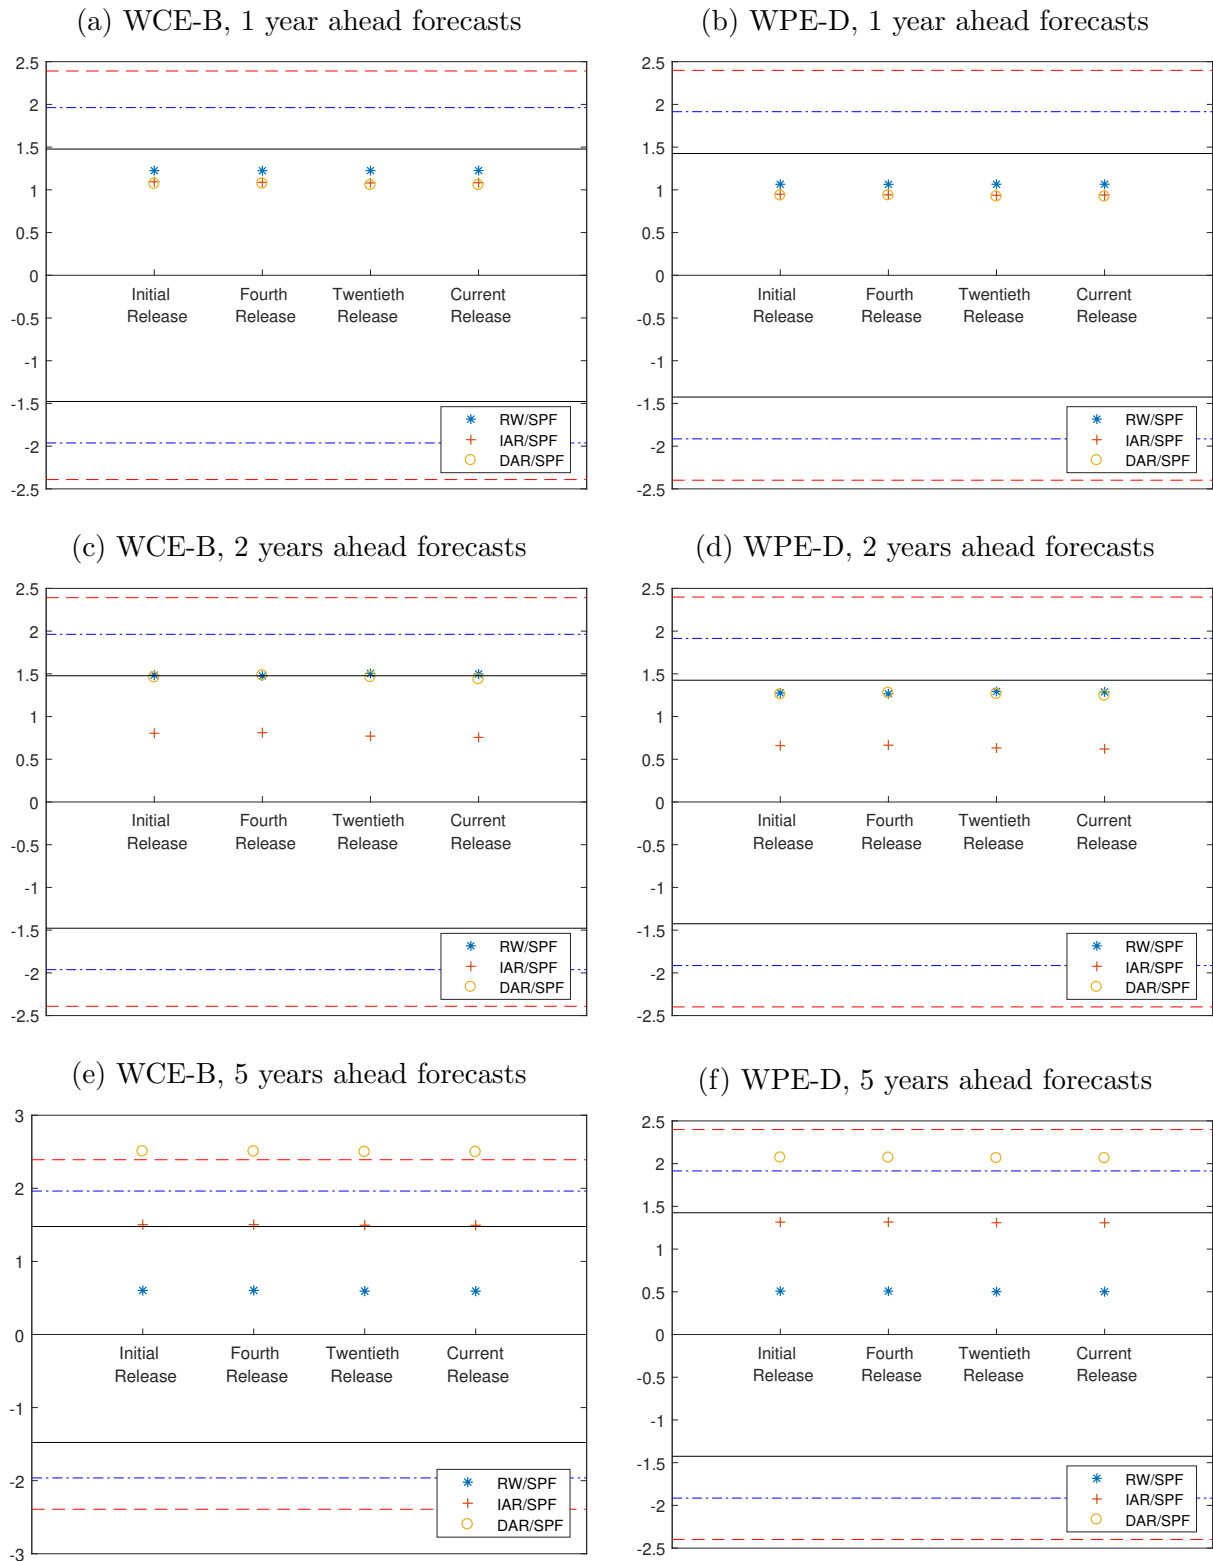 (a) WCE-B, 1 year ahead forecasts
2.5
2
1.5
1
0.5
0
-0.5
-1
-1.5
-2
-2.5
Initial Fourth Twentieth Current
Release Release Release Release
RW/SPF
IAR/SPF
DAR/SPF
(b) WPE-D, 1 year ahead forecasts
2.5
2
1.5
1
0.5
0
-0.5
-1
-1.5
-2
-2.5
Initial Fourth Twentieth Current
Release Release Release Release
RW/SPF
IAR/SPF
DAR/SPF
(c) WCE-B, 2 years ahead forecasts
2.5
2
1.5
1
0.5
0
-0.5
-1
-1.5
-2
-2.5
Initial Fourth Twentieth Current
Release Release Release Release
RW/SPF
IAR/SPF
DAR/SPF
(d) WPE-D, 2 years ahead forecasts
2.5
2
1.5
1
0.5
0
-0.5
-1
-1.5
-2
-2.5
Initial Fourth Twentieth Current
Release Release Release Release
RW/SPF
IAR/SPF
DAR/SPF
(e) WCE-B, 5 years ahead forecasts
3
2
1
0
-1
-2
-3
Initial Fourth Twentieth Current
Release Release Release Release
RW/SPF
IAR/SPF
DAR/SPF
(f) WPE-D, 5 years ahead forecasts
2.5
2
1.5
1
0.5
0
-0.5
-1
-1.5
-2
-2.5
Initial Fourth Twentieth Current
Release Release Release Release
RW/SPF
IAR/SPF
DAR/SPF